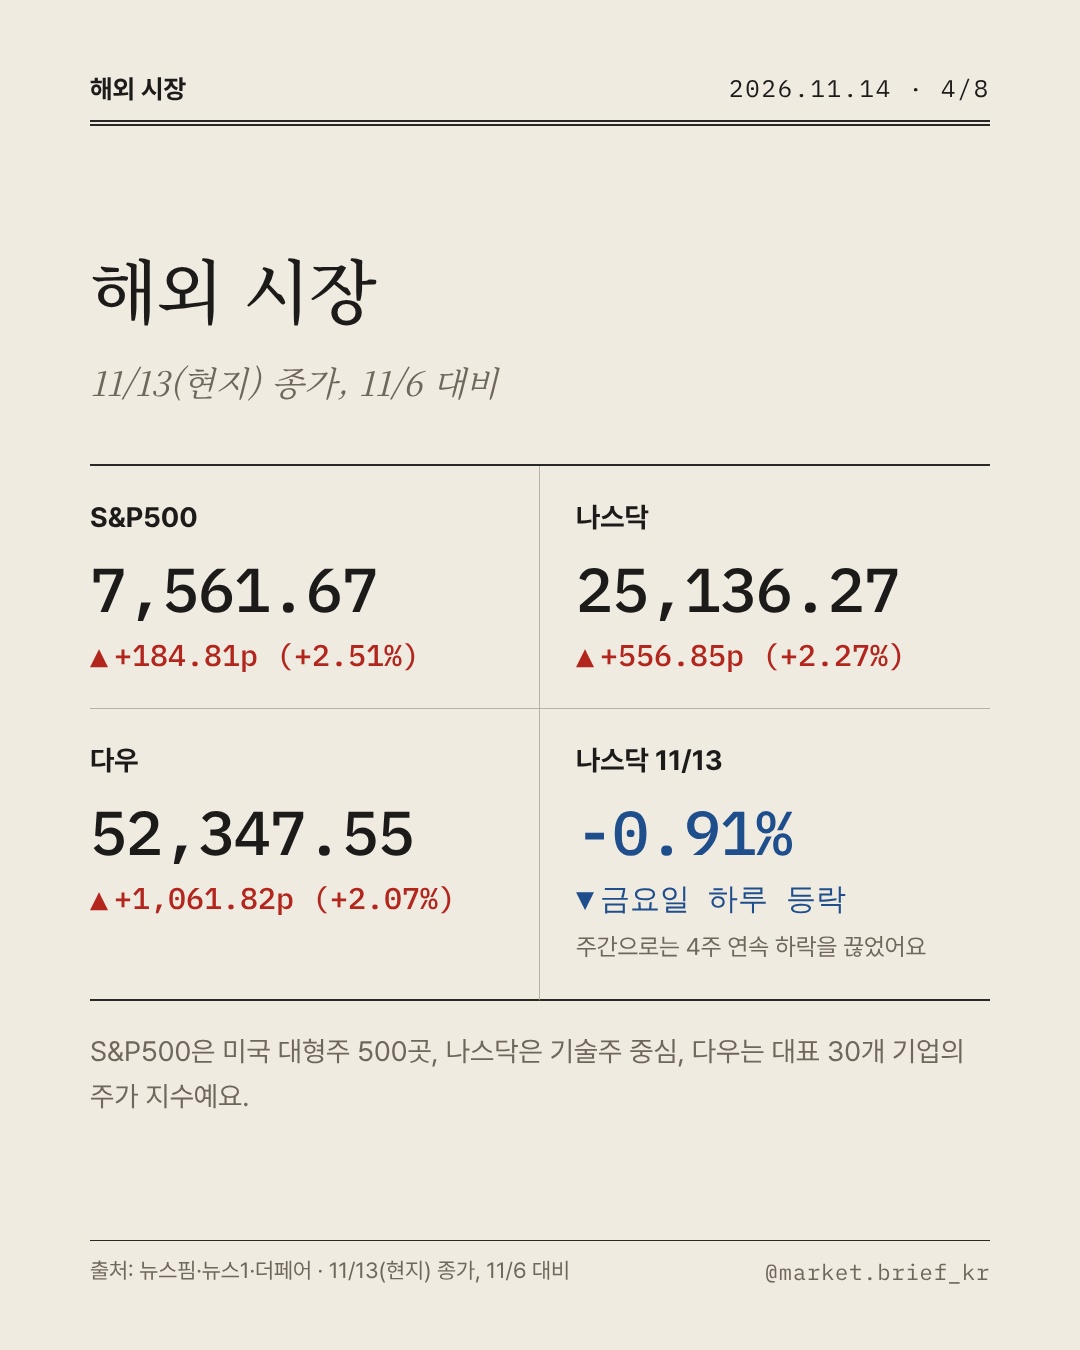 해외 시장
2026.11.14 · 4/8
해외 시장
11/13(현지) 종가, 11/6 대비
S&P500
7,561.67
▲+184.81p (+2.51%)
나스닥
25,136.27
▲+556.85p (+2.27%)
다우
52,347.55
▲+1,061.82p (+2.07%)
나스닥 11/13
-0.91%
▼금요일 하루 등락
주간으로는 4주 연속 하락을 끊었어요
S&P500은 미국 대형주 500곳, 나스닥은 기술주 중심, 다우는 대표 30개 기업의
주가 지수예요.
출처: 뉴스핌·뉴스1·더페어 · 11/13(현지) 종가, 11/6 대비
@market.brief_kr